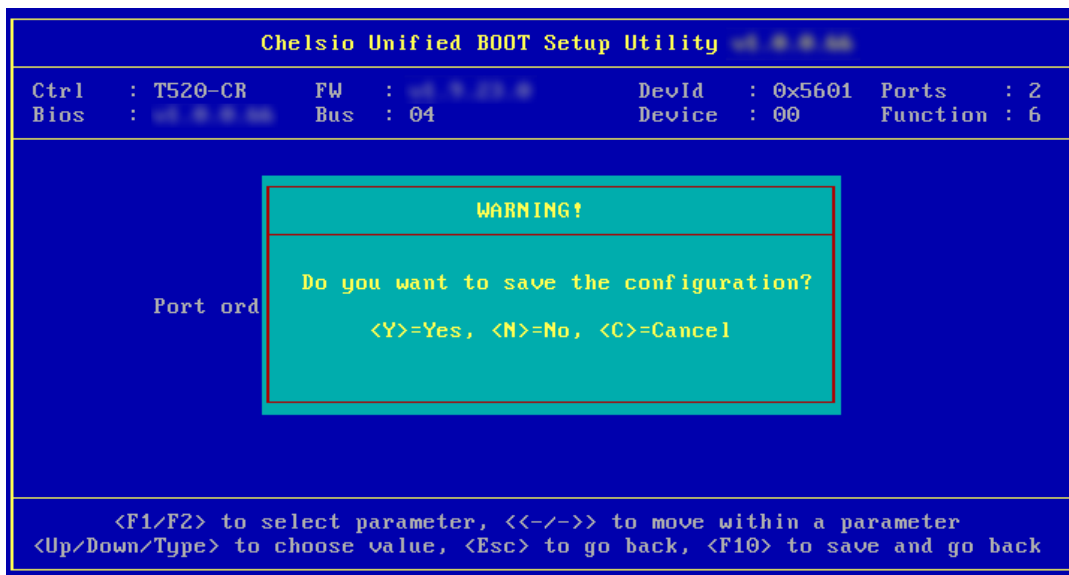 Chelsio Unified BOOT Setup Utility
Ctrl : T520-CR FW : DevId : 0x5601 Ports : 2
Bios : Bus : 04 Device : 00 Function : 6
WARNING!
Do you want to save the configuration?
Port ord
<Y>=Yes, <N>=No, <C>=Cancel
<F1/F2> to select parameter, <<-/->> to move within a parameter
<Up/Down/Type> to choose value, <Esc> to go back, <F10> to save and go back